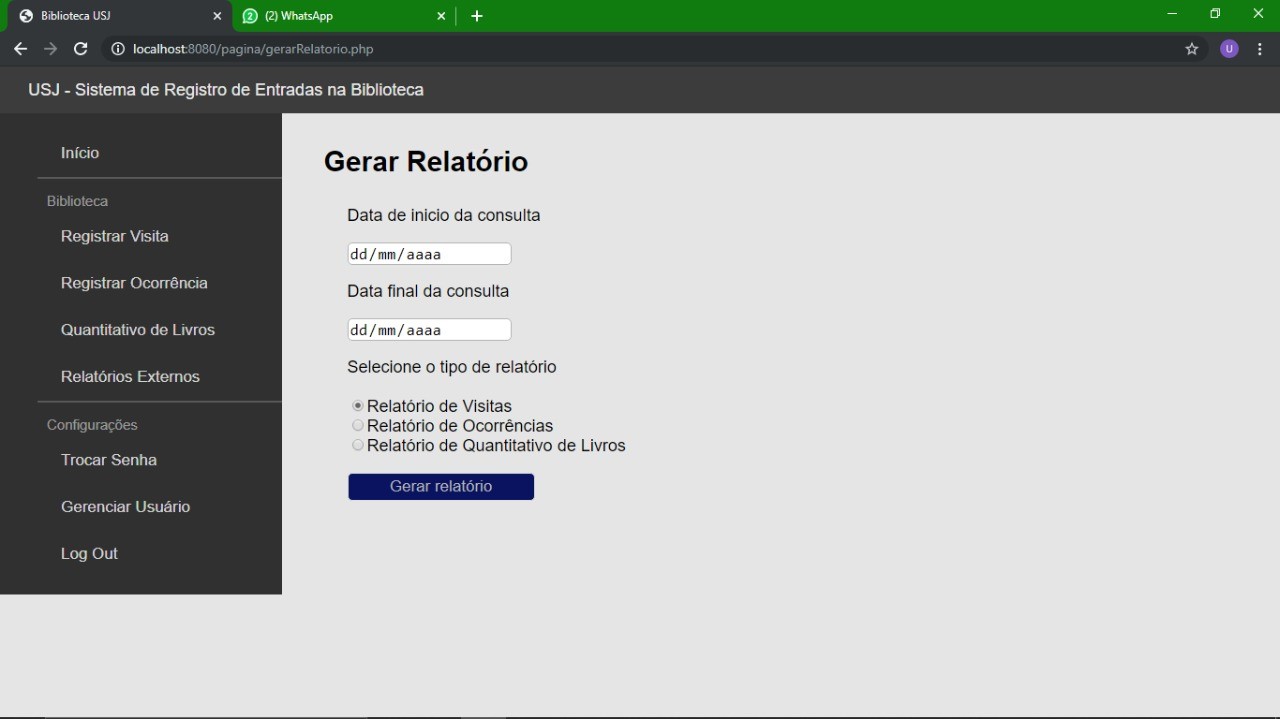 Biblioteca USJ
2 (2) WhatsApp
localhost:8080/pagina/gerarRelatorio.php
U
USJ - Sistema de Registro de Entradas na Biblioteca
Início
Biblioteca
Registrar Visita
Registrar Ocorrência
Quantitativo de Livros
Relatórios Externos
Configurações
Trocar Senha
Gerenciar Usuário
Log Out
Gerar Relatório
Data de inicio da consulta
dd/mm/aaaa
Data final da consulta
dd/mm/aaaa
Selecione o tipo de relatório
Relatório de Visitas
Relatório de Ocorrências
Relatório de Quantitativo de Livros
Gerar relatório